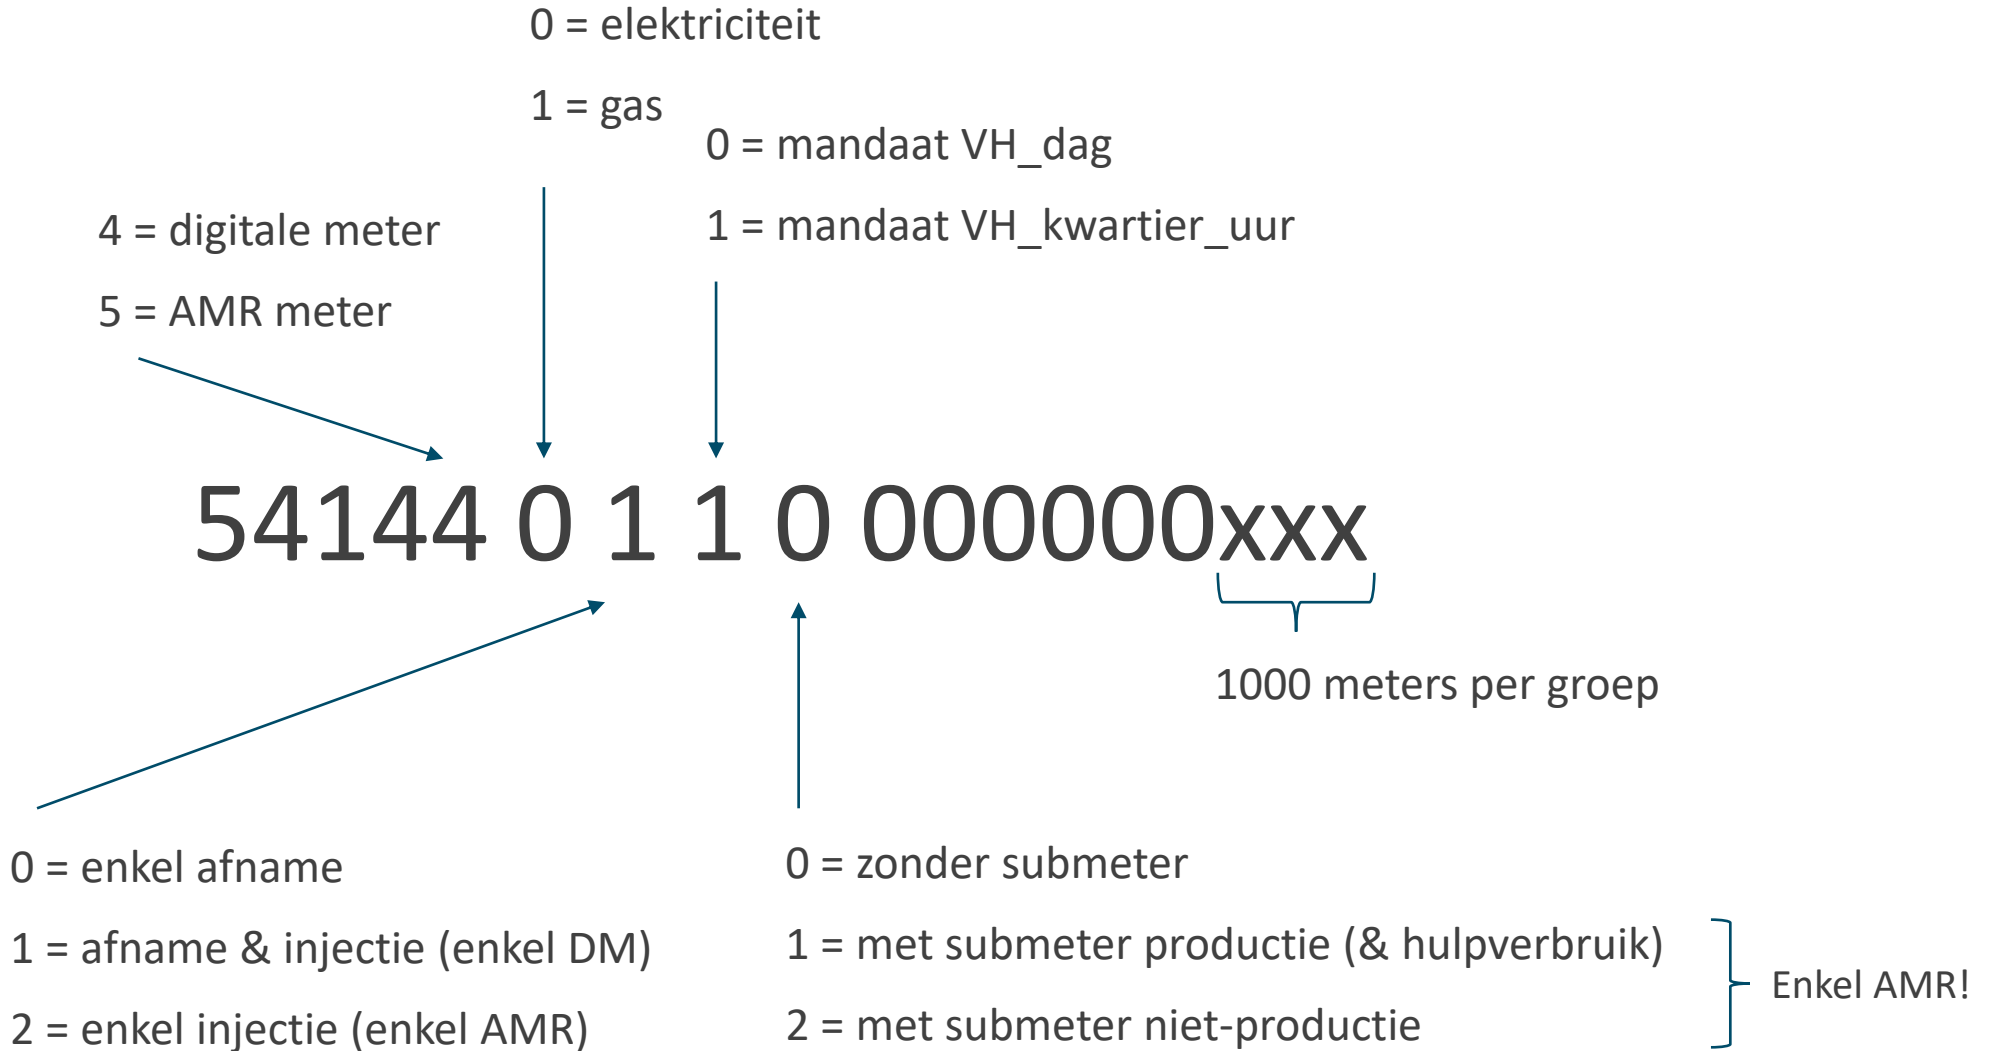 0 = elektriciteit
1 = gas
0 = mandaat VH_dag
1 = mandaat VH_kwartier_uur
4 = digitale meter
5 = AMR meter
54144 0 1 1 0 000000xxx
1000 meters per groep
0 = enkel afname
1 = afname & injectie (enkel DM)
2 = enkel injectie (enkel AMR)
0 = zonder submeter
1 = met submeter productie (& hulpverbruik)
2 = met submeter niet-productie
Enkel AMR!